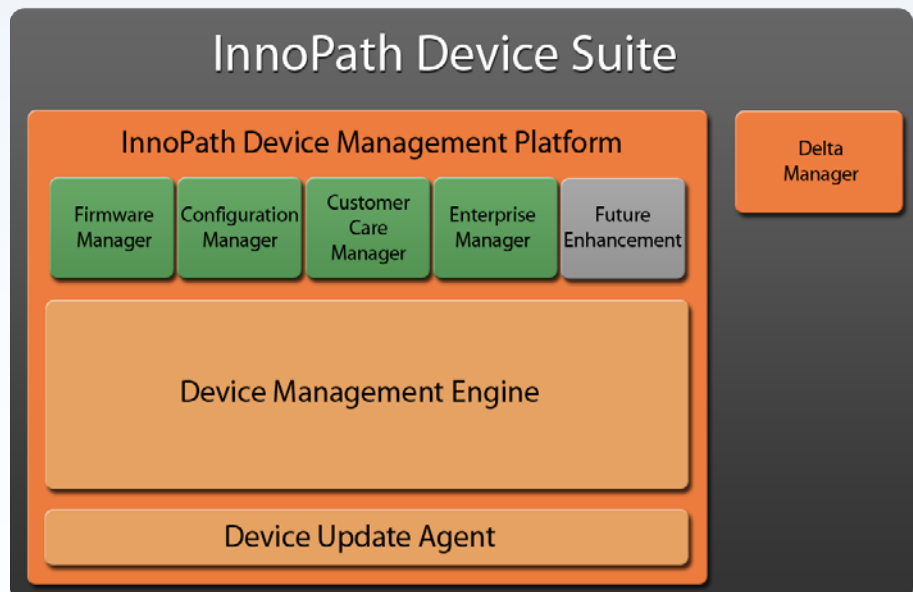 InnoPath Device Suite
InnoPath Device Management Platform
Firmware
Manager
Configuration
Manager
Customer
Care
Manager
Enterprise
Manager
Future
Enhancement
Device Management Engine
Device Update Agent
Delta
Manager